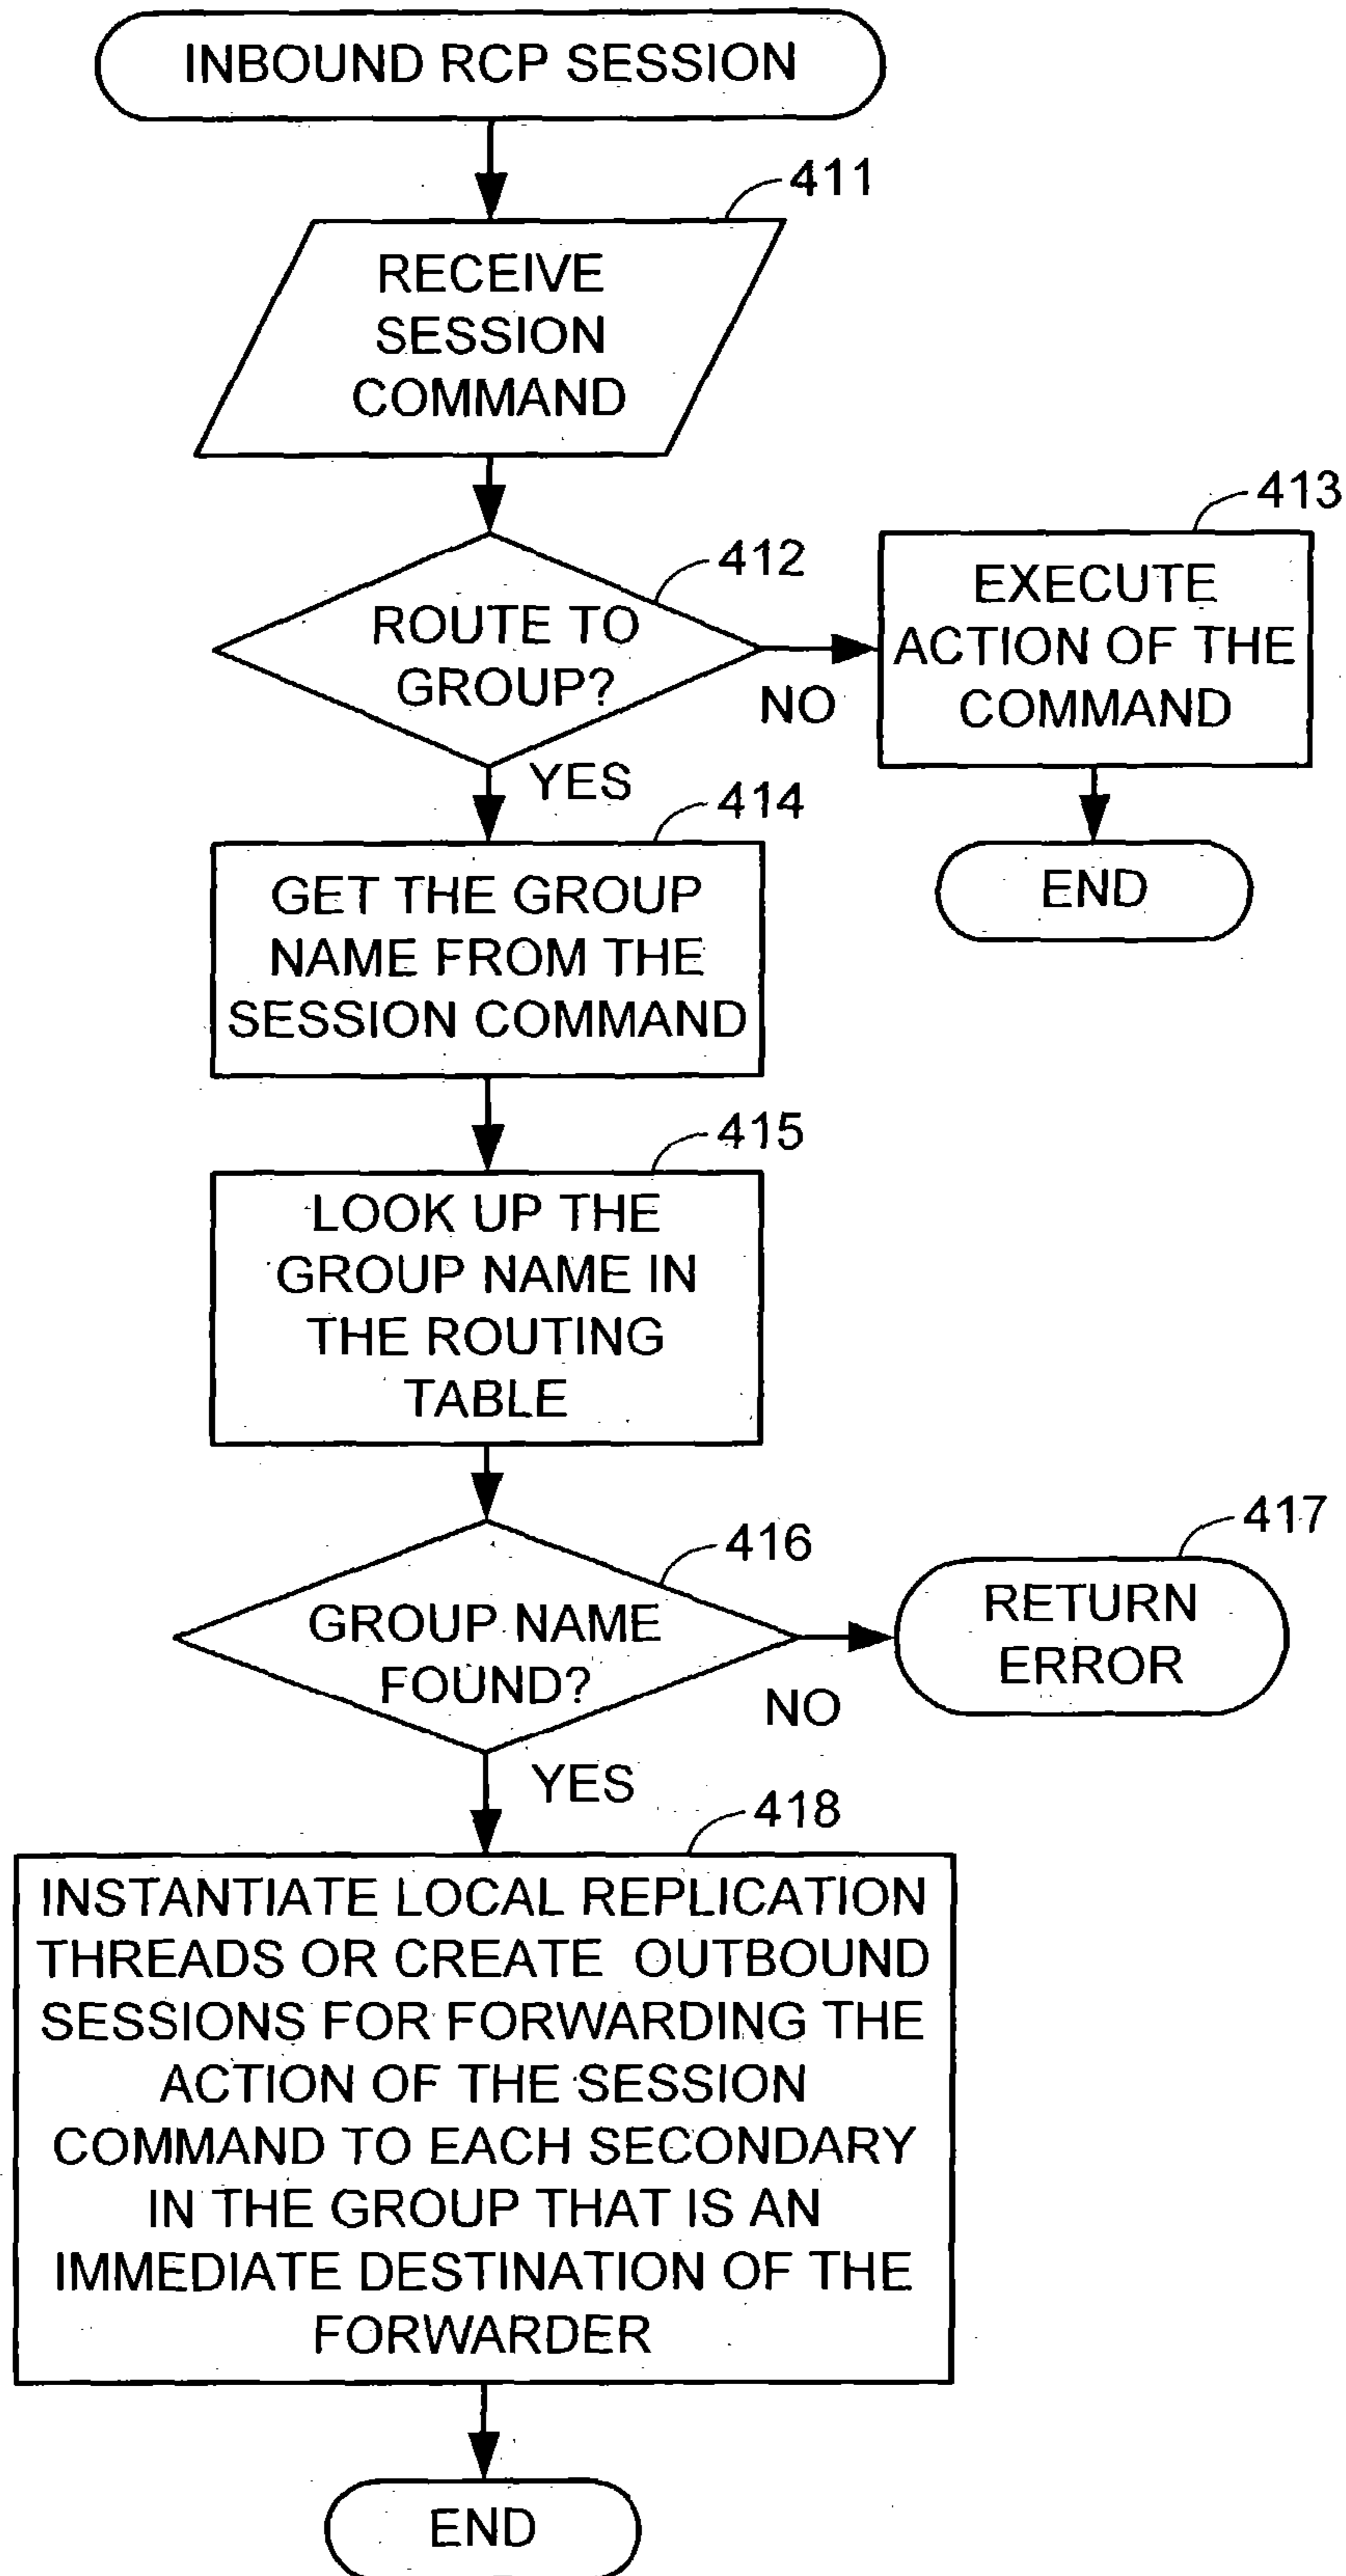 INBOUND RCP SESSION
411
RECEIVE
SESSION
COMMAND
412
ROUTE TO
GROUP?
NO
YES
413
EXECUTE
ACTION OF THE
COMMAND
END
414
GET THE GROUP
NAME FROM THE
SESSION COMMAND
415
LOOK UP THE
GROUP NAME IN
THE ROUTING
TABLE
416
GROUP NAME
FOUND?
NO
YES
417
RETURN
ERROR
418
INSTANTIATE LOCAL REPLICATION
THREADS OR CREATE OUTBOUND
SESSIONS FOR FORWARDING THE
ACTION OF THE SESSION
COMMAND TO EACH SECONDARY
IN THE GROUP THAT IS AN
IMMEDIATE DESTINATION OF THE
FORWARDER
END